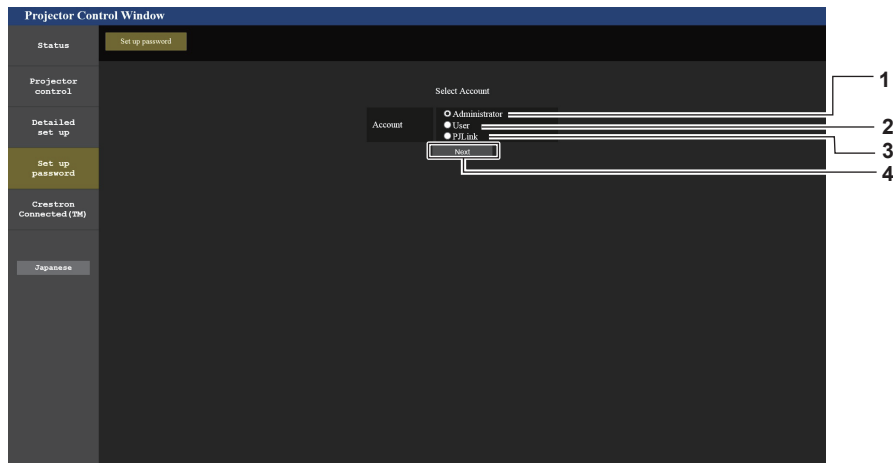 Projector Control Window
Status
Set up password
Projector
control
Detailed
set up
Set up
password
Crestron
Connected(TM)
Japanese
Select Account
Account
Administrator
User
PJLink
Next
1
2
3
4